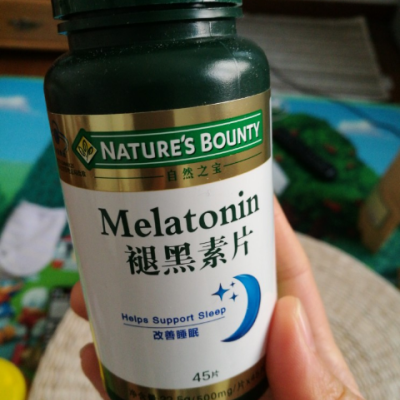 NATURE'S BOUNTY
自然之宝
Melatonin
褪黑素片
Helps Support Sleep
改善睡眠
45片